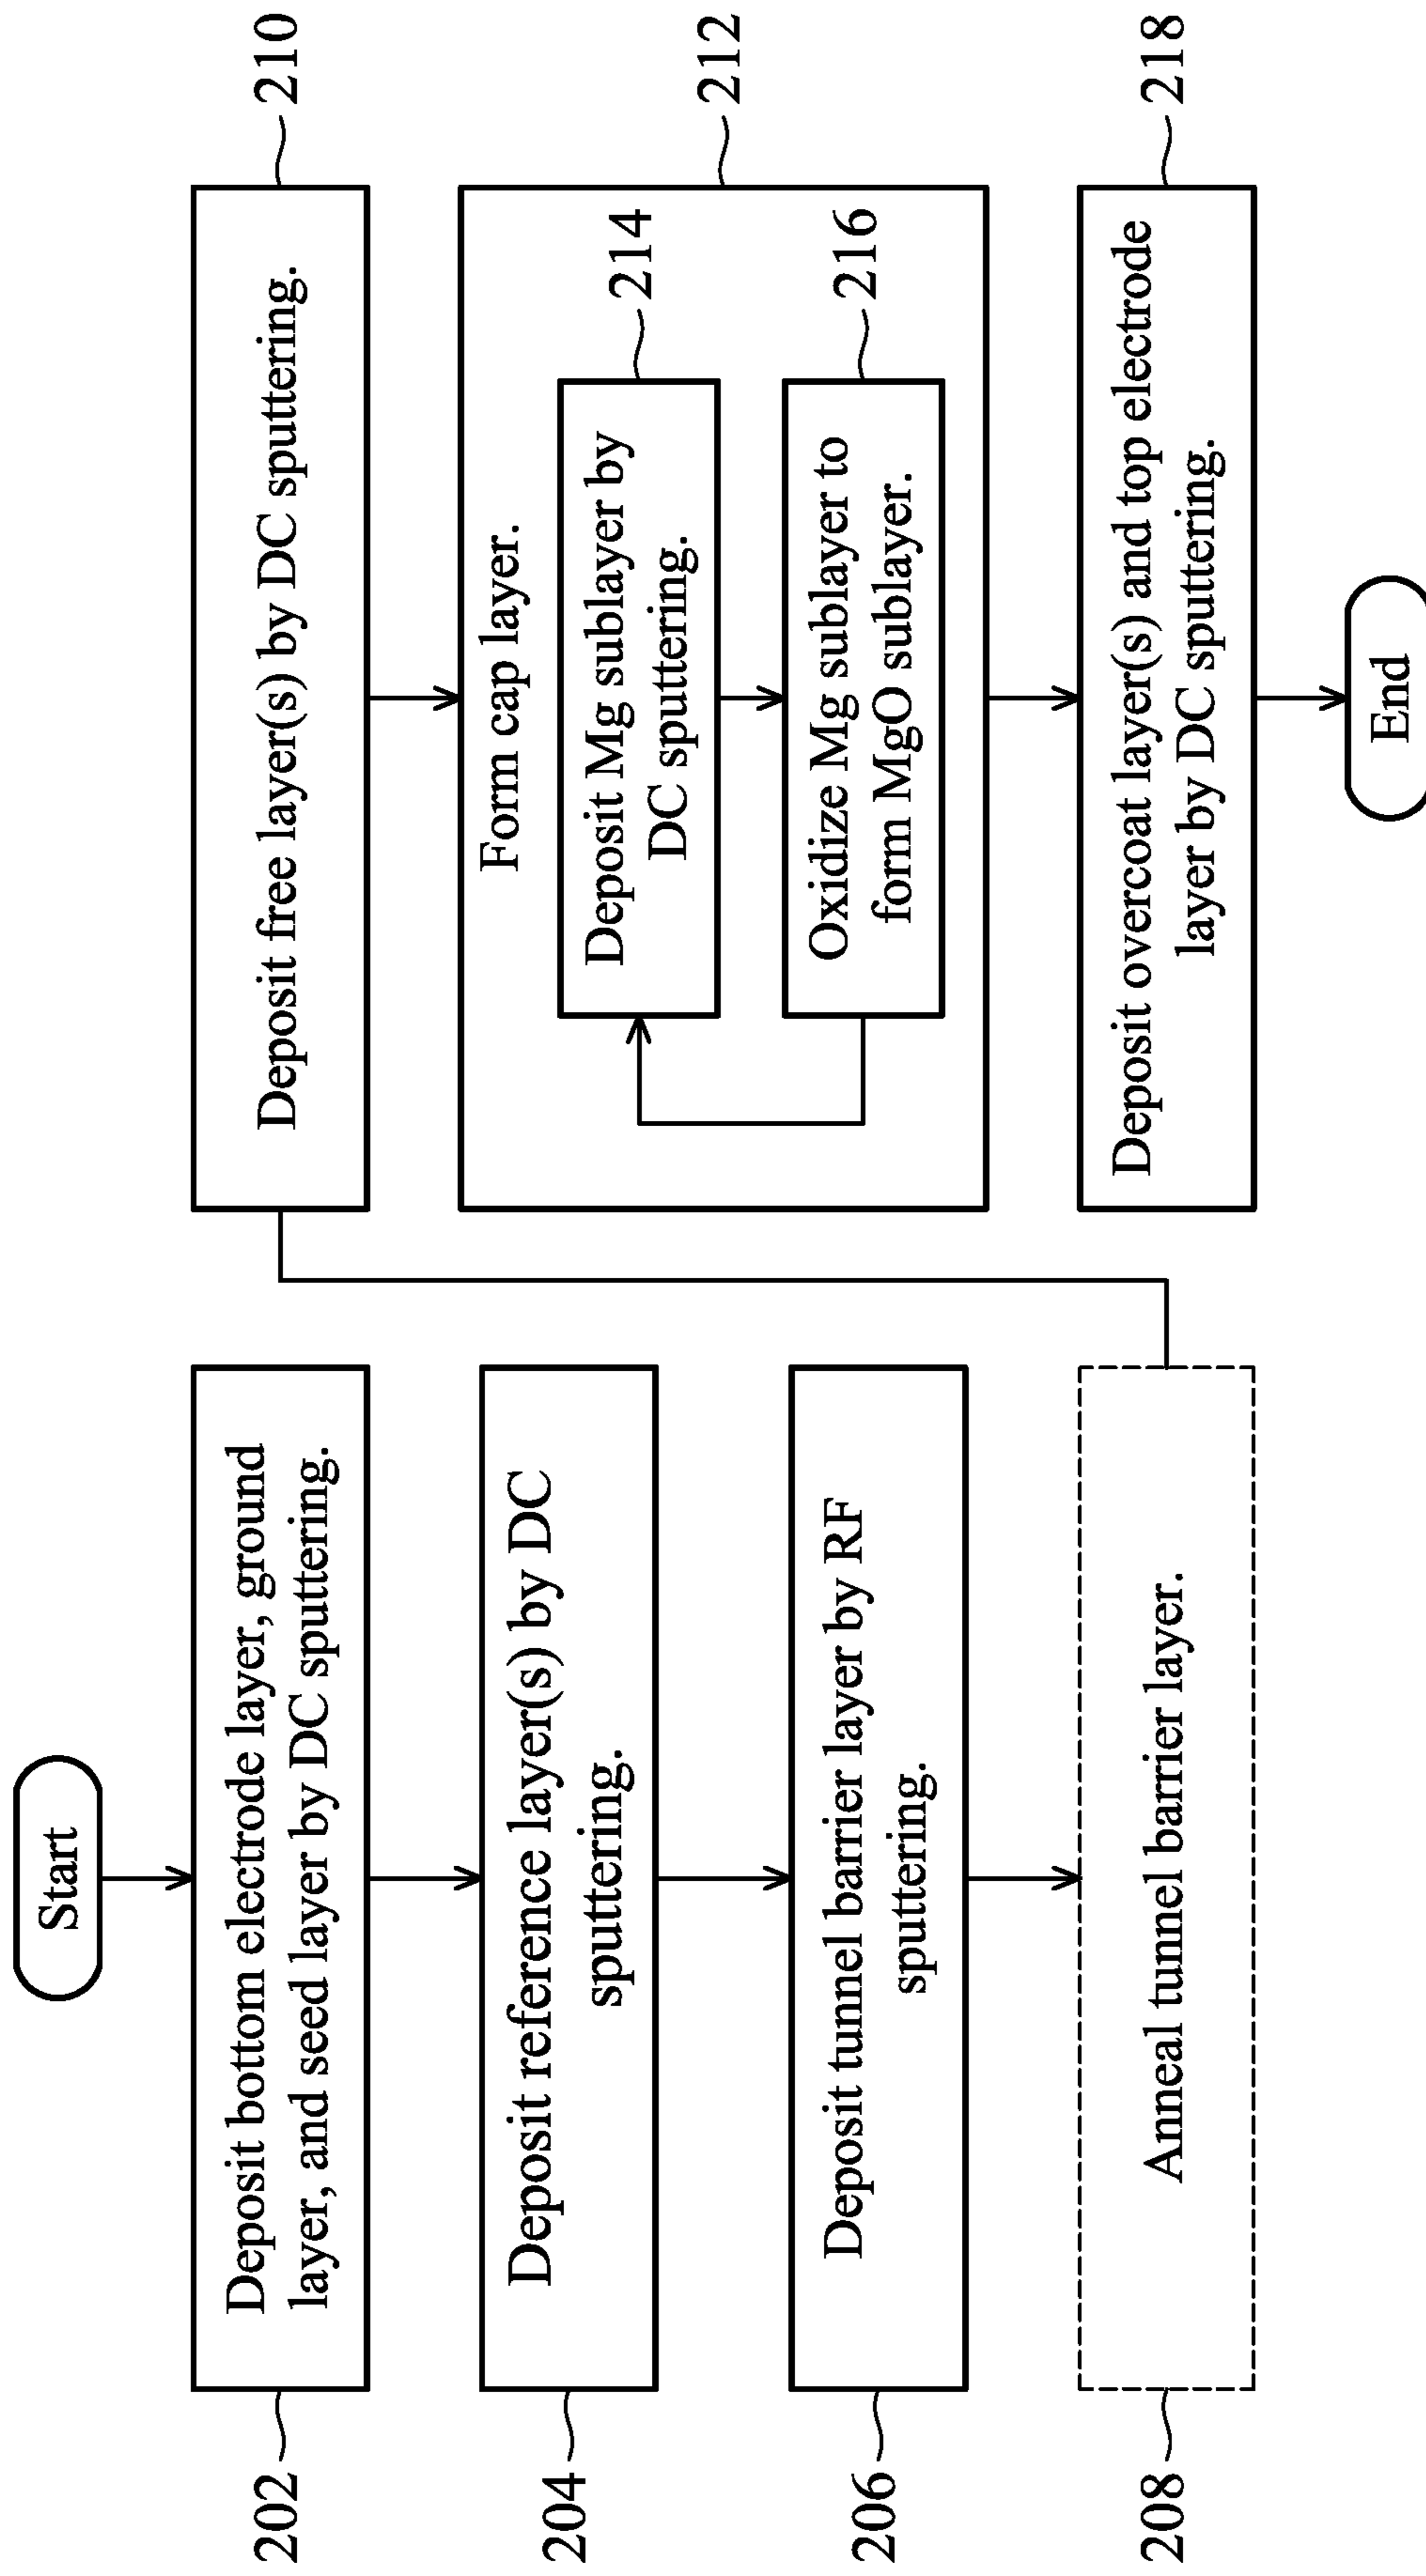 Start
202
Deposit bottom electrode layer, ground
layer, and seed layer by DC sputtering.
204
Deposit reference layer(s) by DC
sputtering.
206
Deposit tunnel barrier layer by RF
sputtering.
208
Anneal tunnel barrier layer.
Deposit free layer(s) by DC sputtering.
210
Form cap layer.
212
Deposit Mg sublayer by
DC sputtering.
214
Oxidize Mg sublayer to
form MgO sublayer.
216
Deposit overcoat layer(s) and top electrode
layer by DC sputtering.
218
End